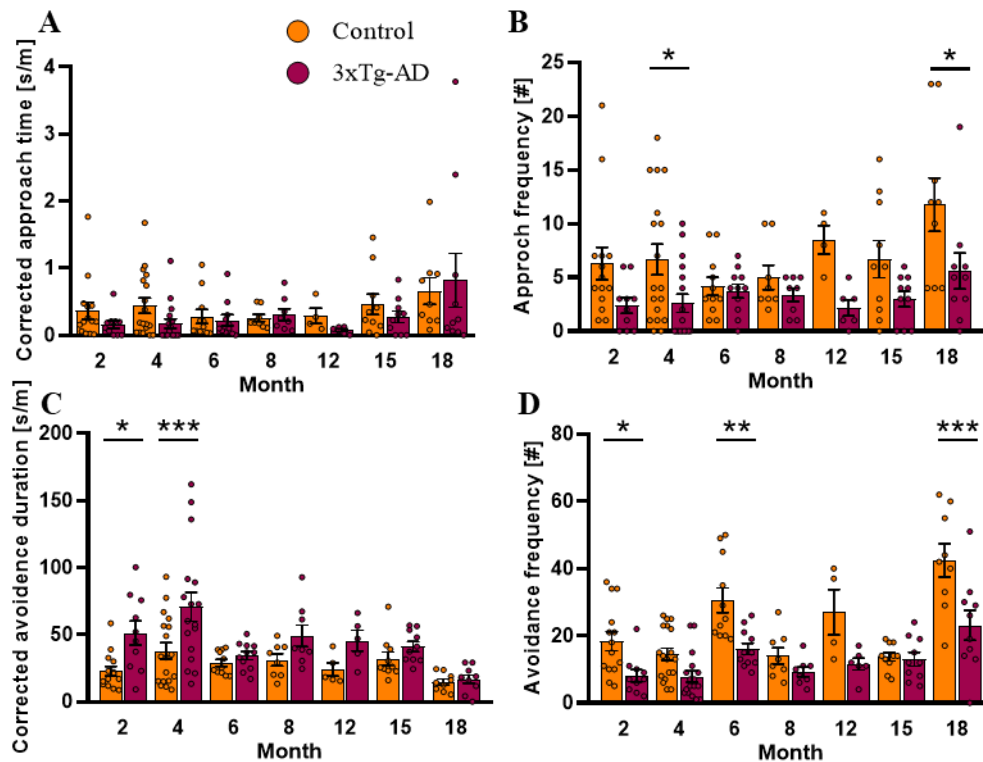 A
Control
3xTg-AD
Corrected approach time [s/m]
4
3
2
1
0
2 4 6 8 12 15 18
Month
B
Approch frequency [#]
* *
25
20
15
10
5
0
2 4 6 8 12 15 18
Month
C
Corrected avoidence duration [s/m]
* ***
200
150
100
50
0
2 4 6 8 12 15 18
Month
D
Avoidance frequency [#]
* ** ***
80
60
40
20
0
2 4 6 8 12 15 18
Month